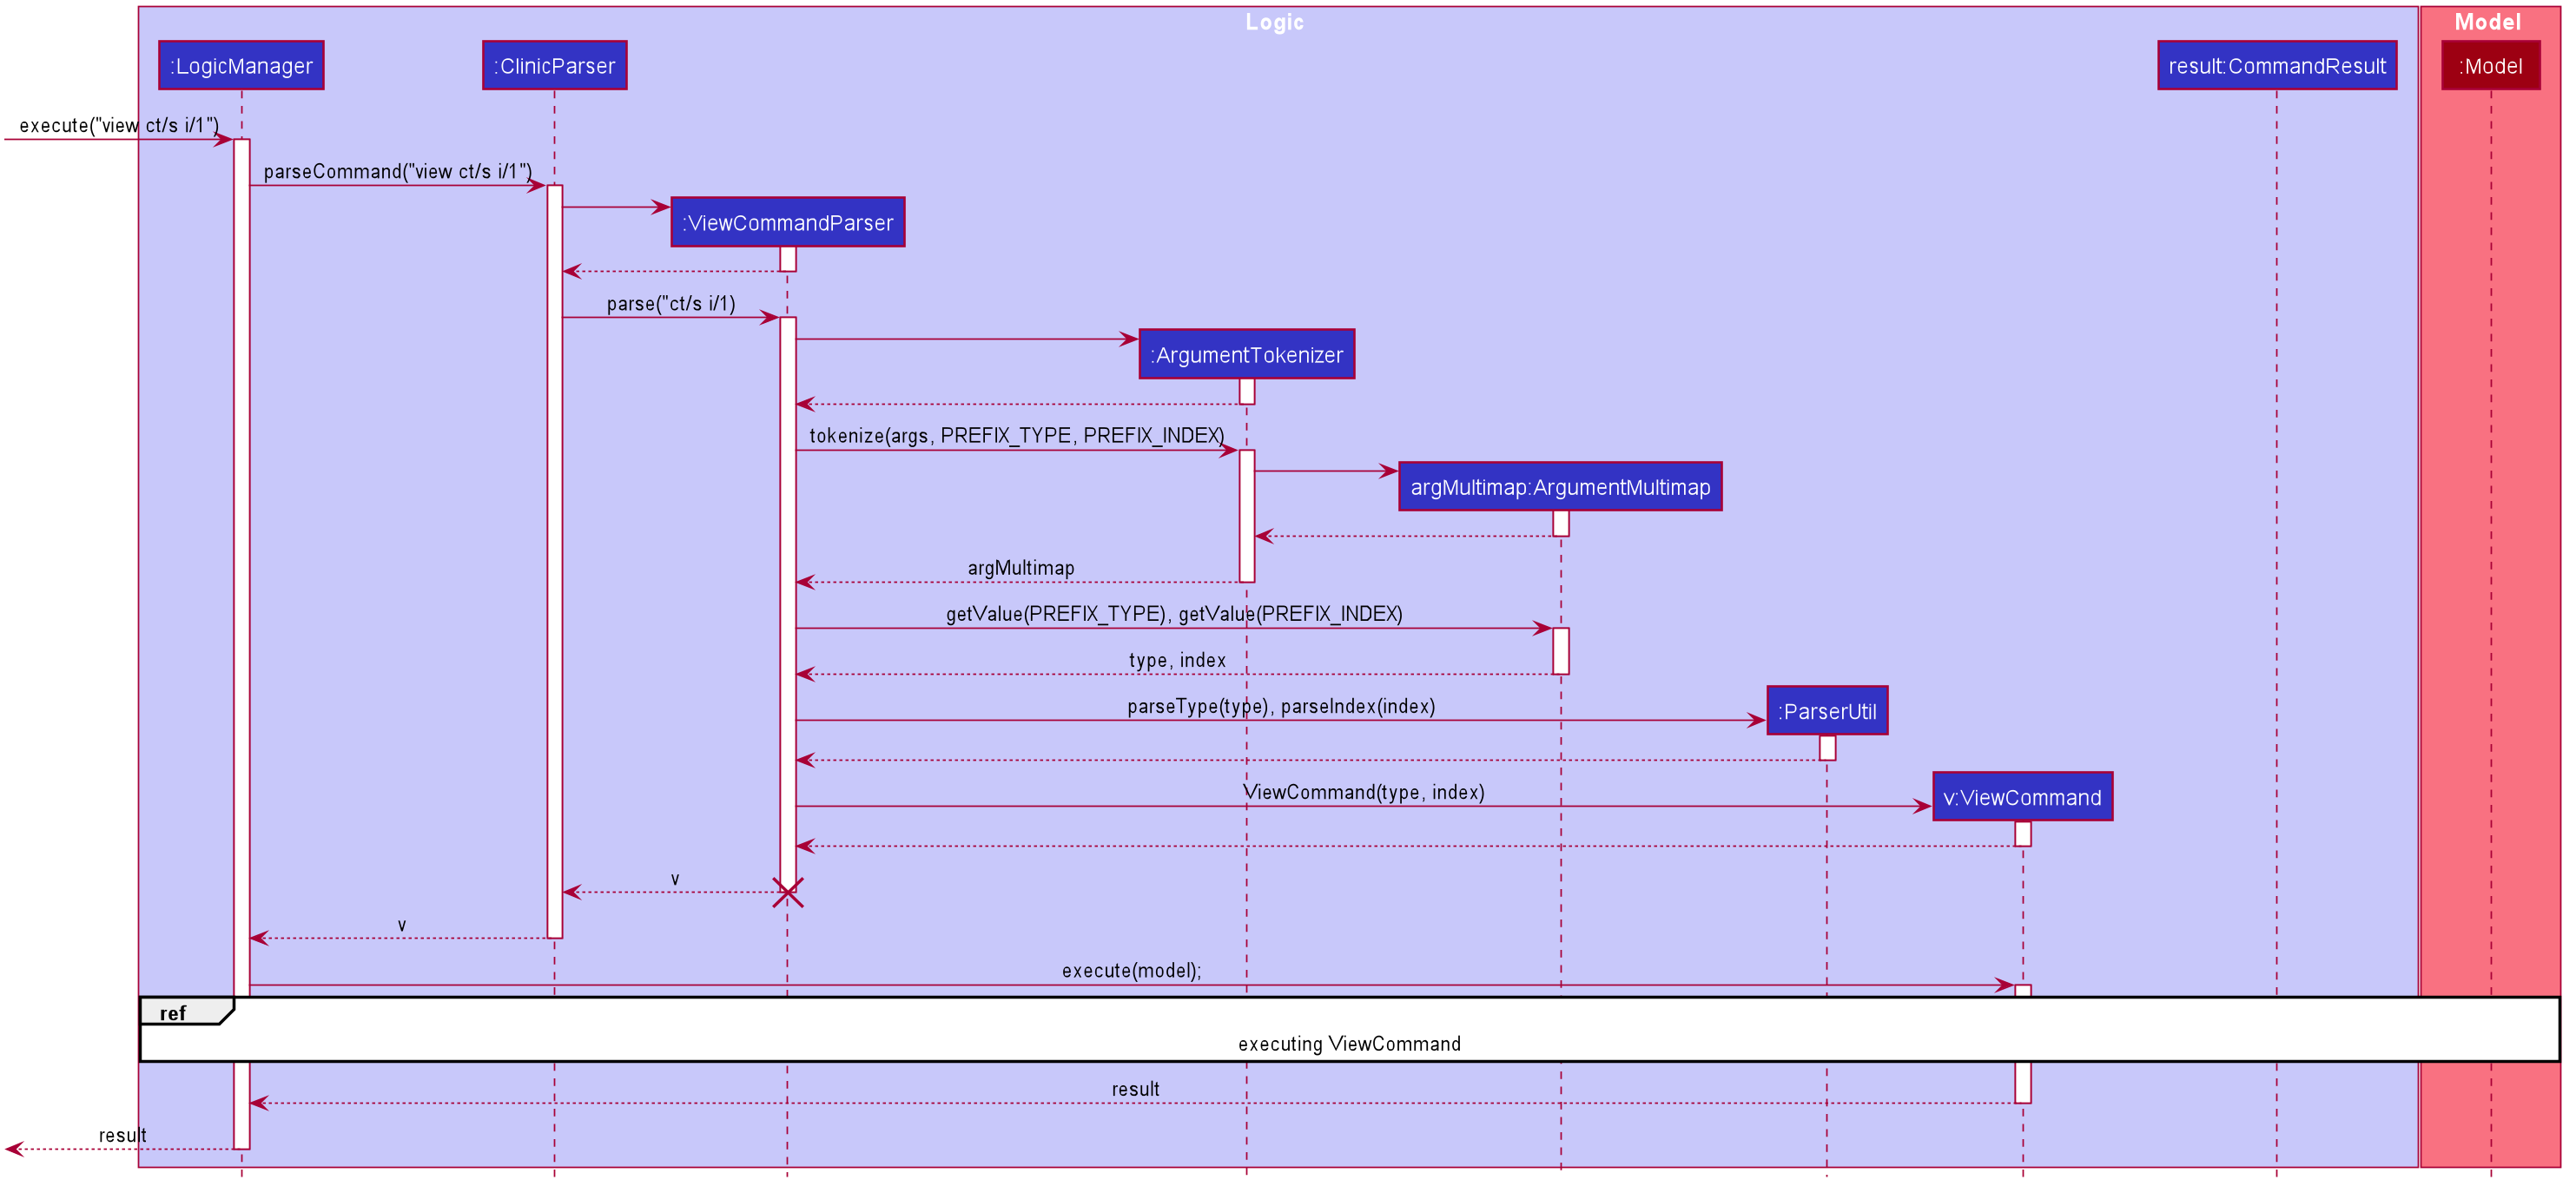 Logic
Model
:LogicManager
:ClinicParser
result:CommandResult
:Model
execute("view ct/s i/1")
parseCommand("view ct/s i/1")
:ViewCommandParser
parse("ct/s i/1)
:ArgumentTokenizer
tokenize(args, PREFIX_TYPE, PREFIX_INDEX)
argMultimap:ArgumentMultimap
argMultimap
getValue(PREFIX_TYPE), getValue(PREFIX_INDEX)
type, index
parseType(type), parseIndex(index)
:ParserUtil
ViewCommand(type, index)
v:ViewCommand
v
v
execute(model);
ref
executing ViewCommand
result
result